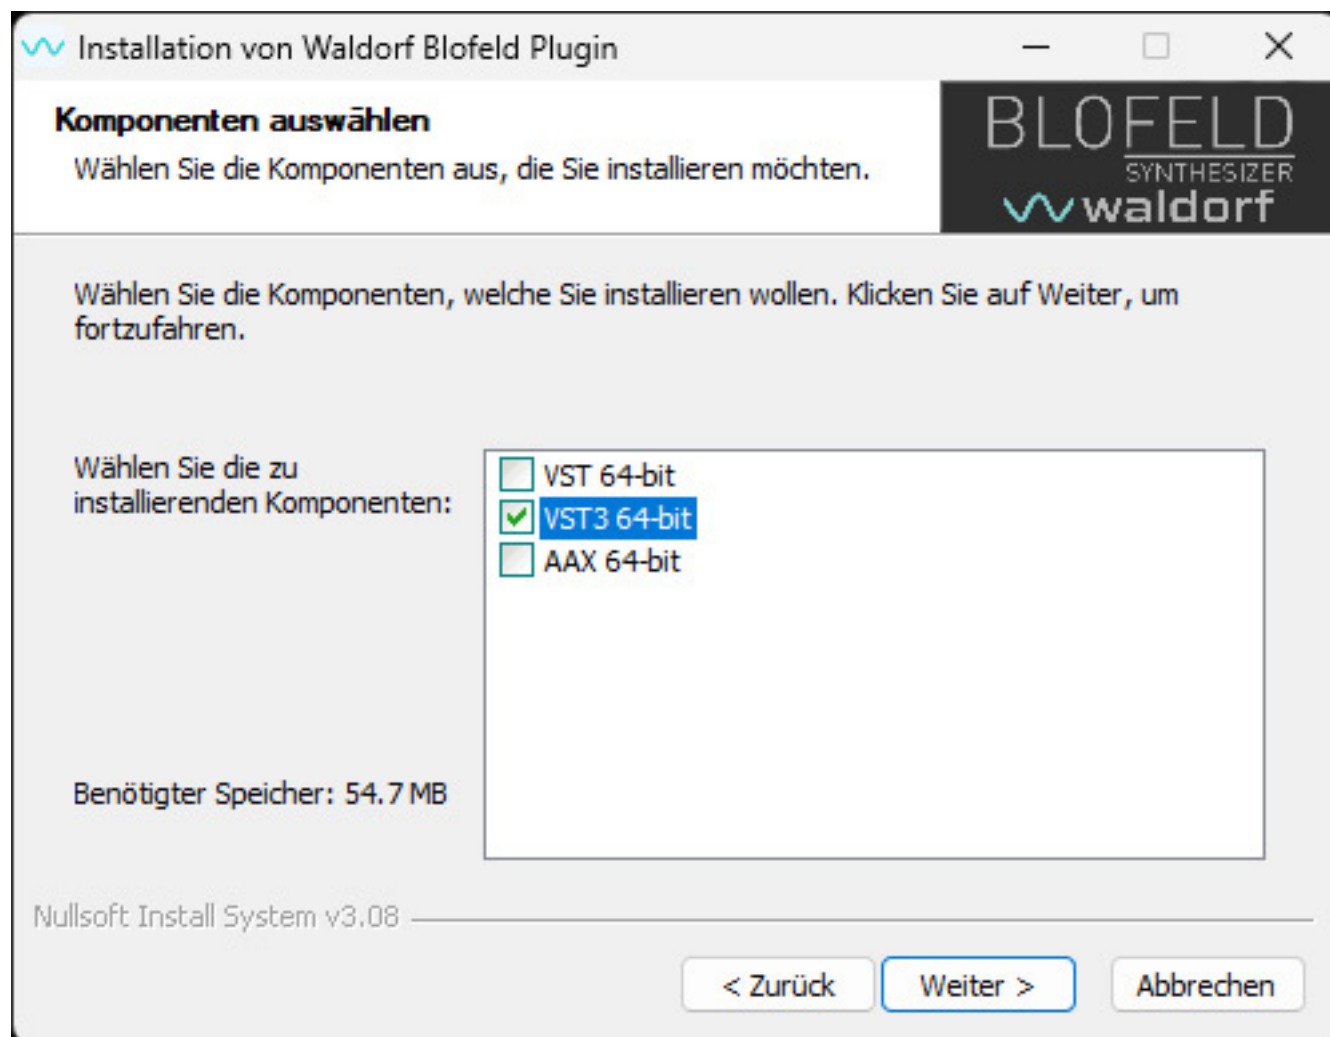 Installation von Waldorf Blofeld Plugin
Komponenten auswählen
Wählen Sie die Komponenten aus, die Sie installieren möchten.
BLOFELD
SYNTHESIZER
waldorf
Wählen Sie die Komponenten, welche Sie installieren wollen. Klicken Sie auf Weiter, um
fortzufahren.
Wählen Sie die zu
installierenden Komponenten:
VST 64-bit
VST3 64-bit
AAX 64-bit
Benötigter Speicher: 54.7 MB
Nullsoft Install System v3.08
< Zurück
Weiter >
Abbrechen